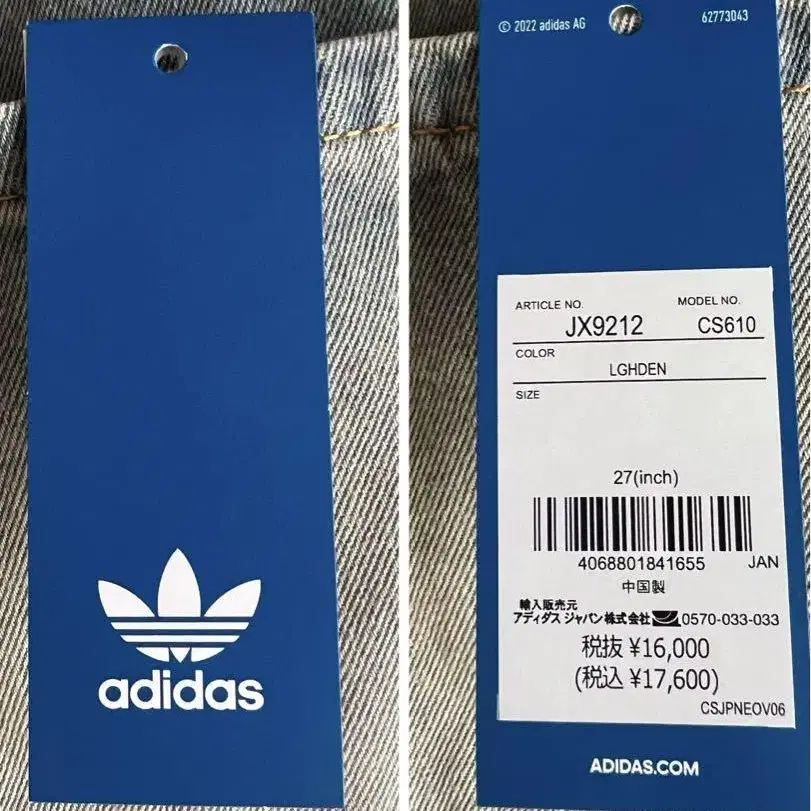 adidas
© 2022 adidas AG 62773043
ARTICLE NO. MODEL NO.
JX9212 CS610
COLOR
LGHDEN
SIZE
27(inch)
4068801841655 JAN
中国製
輸入販売元
アディダス ジャパン株式会社 0570-033-033
税抜 ¥16,000
(税込 ¥17,600)
CSJPNEOV06
ADIDAS.COM